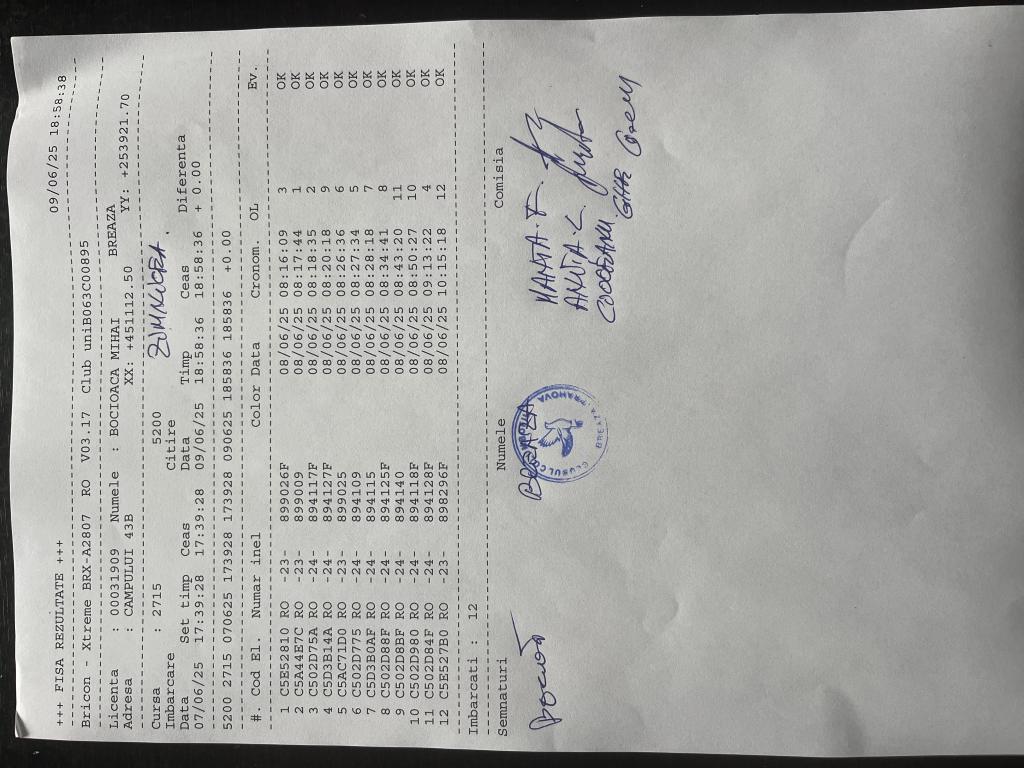 09/06/25 18:58:38
+++ FISA REZULTATE +++
Bricon - Xtreme BRX-A2807 RO V03.17 Club uniB063C00895
Licenta : 00031909 Numele : BOCIOACA MIHAI BREAZA
Adresa : CAMPULUI 43B XX: +451112.50 YY: +253921.70
Cursa : 2715 5200 ZIMNICEA.
Imbarcare Citire
Data Set timp Ceas Data Timp Ceas Diferenta
07/06/25 17:39:28 17:39:28 09/06/25 18:58:36 18:58:36 + 0.00
5200 2715 070625 173928 173928 090625 185836 185836 +0.00
#. Cod El. Numar inel Color Data Cronom. OL Ev.
1 C5E52810 RO -23- 899026F 08/06/25 08:16:09 3 OK
2 C5A44E7C RO -23- 899009 08/06/25 08:17:44 1 OK
3 C502D75A RO -24- 894117F 08/06/25 08:18:35 2 OK
4 C5D3B14A RO -24- 894127F 08/06/25 08:20:18 9 OK
5 C5AC71D0 RO -23- 899025 08/06/25 08:26:36 6 OK
6 C502D775 RO -24- 894109 08/06/25 08:27:34 5 OK
7 C5D3B0AF RO -24- 894115 08/06/25 08:28:18 7 OK
8 C502D88F RO -24- 894125F 08/06/25 08:34:41 8 OK
9 C502D8BF RO -24- 894140 08/06/25 08:43:20 11 OK
10 C502D980 RO -24- 894118F 08/06/25 08:50:27 10 OK
11 C502D84F RO -24- 894128F 08/06/25 09:13:22 4 OK
12 C5E527B0 RO -23- 898296F 08/06/25 10:15:18 12 OK
Imbarcati : 12
Semnaturi Numele Comisia
BREAZA
MANTA.F.
ANITA.C.
BREAZA-PRAHOVA
CLUBUL